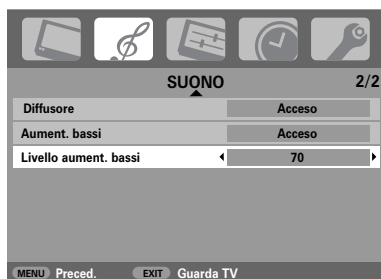 SUONO 2/2
Diffusore Acceso
Aument. bassi Acceso
Livello aument. bassi 70
MENU Preced. EXIT Guarda TV